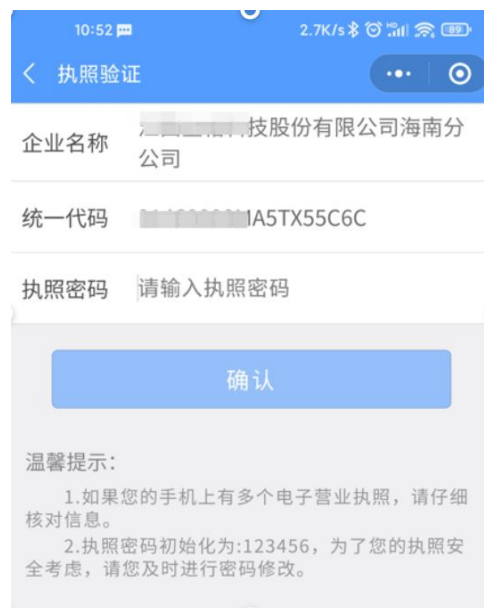 10:52 2.7K/s HD 89
执照验证
企业名称 技股份有限公司海南分
公司
统一代码 A5TX55C6C
执照密码 请输入执照密码
确认
温馨提示：
1.如果您的手机上有多个电子营业执照，请仔细
核对信息。
2.执照密码初始化为:123456，为了您的执照安
全考虑，请您及时进行密码修改。